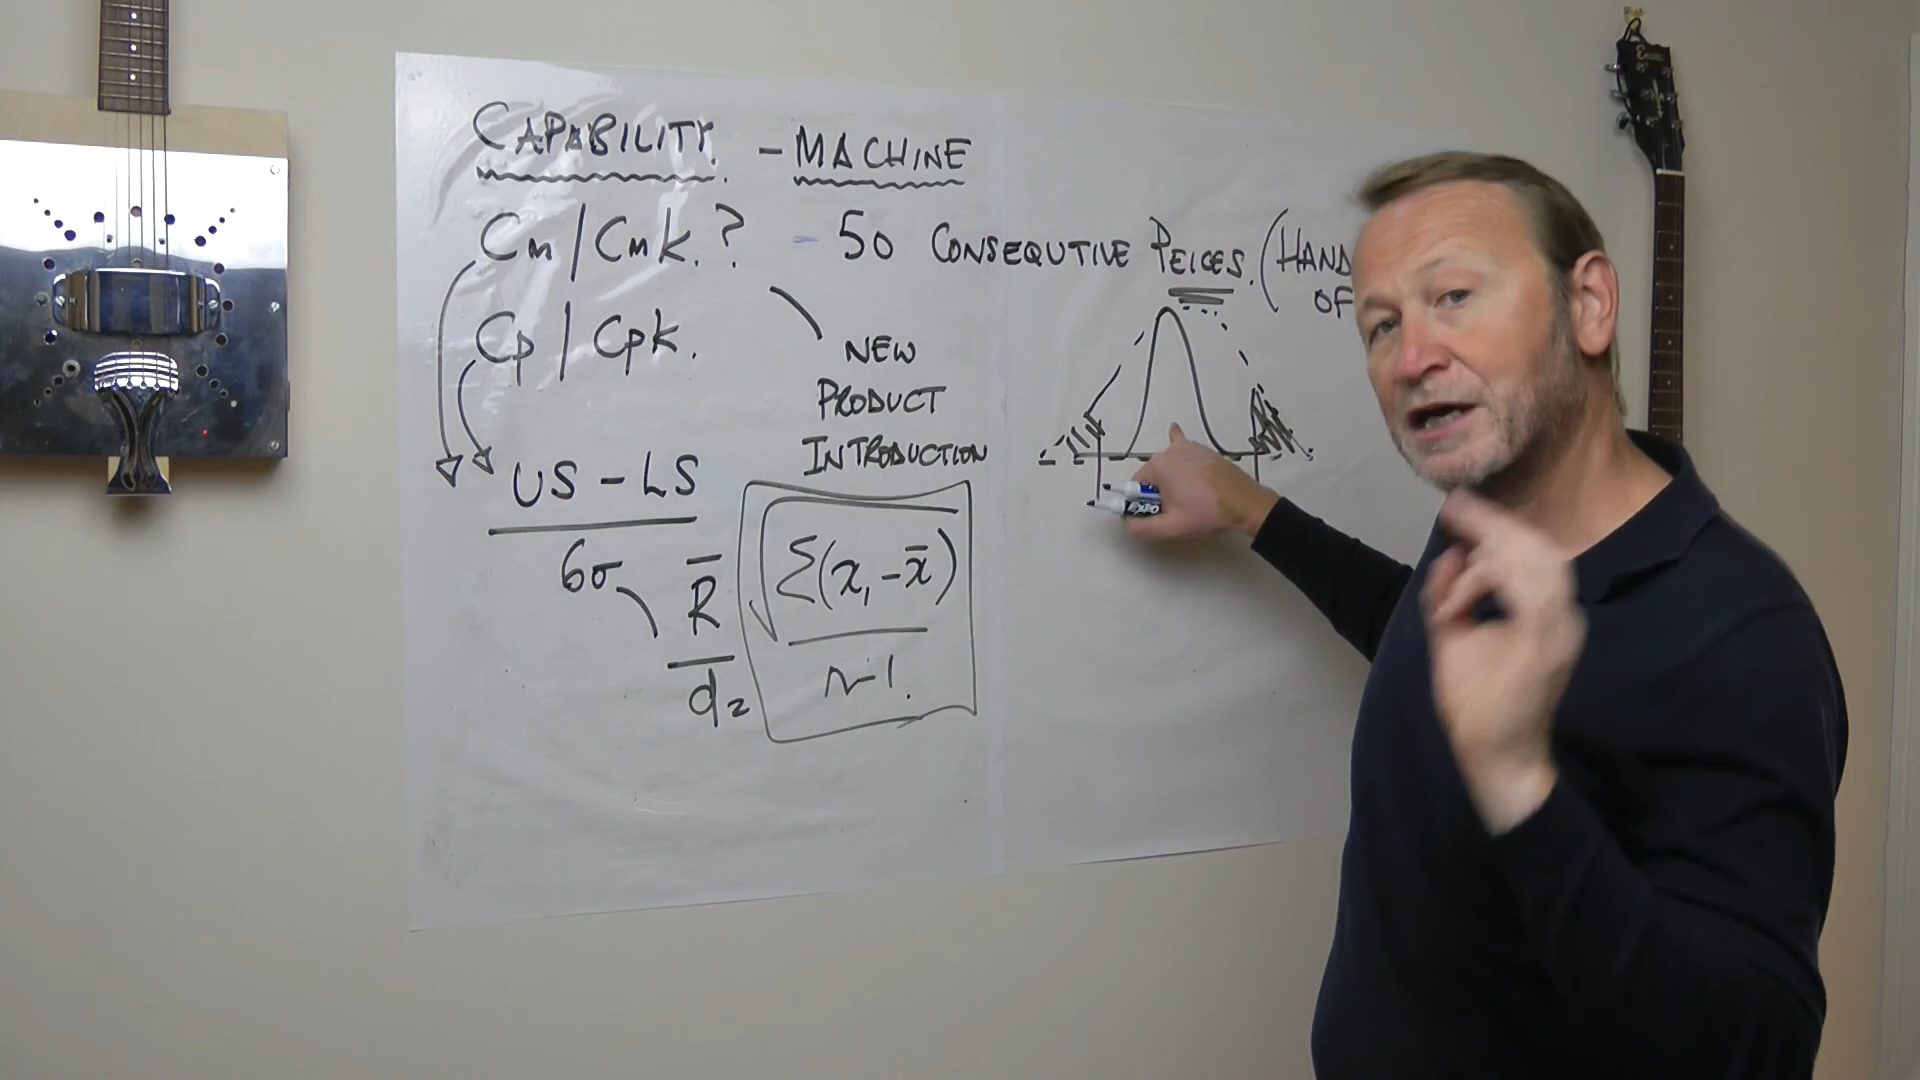 CAPABILITY. - MACHINE
Cm / Cmk. ? - 50 CONSEQUTIVE PEICES. (HAND
OF
Cp / Cpk.
NEW
PRODUCT
INTRODUCTION
US - LS
6σ
R̄
d2
√Σ(x, - x̄)
n-1.
EXPO